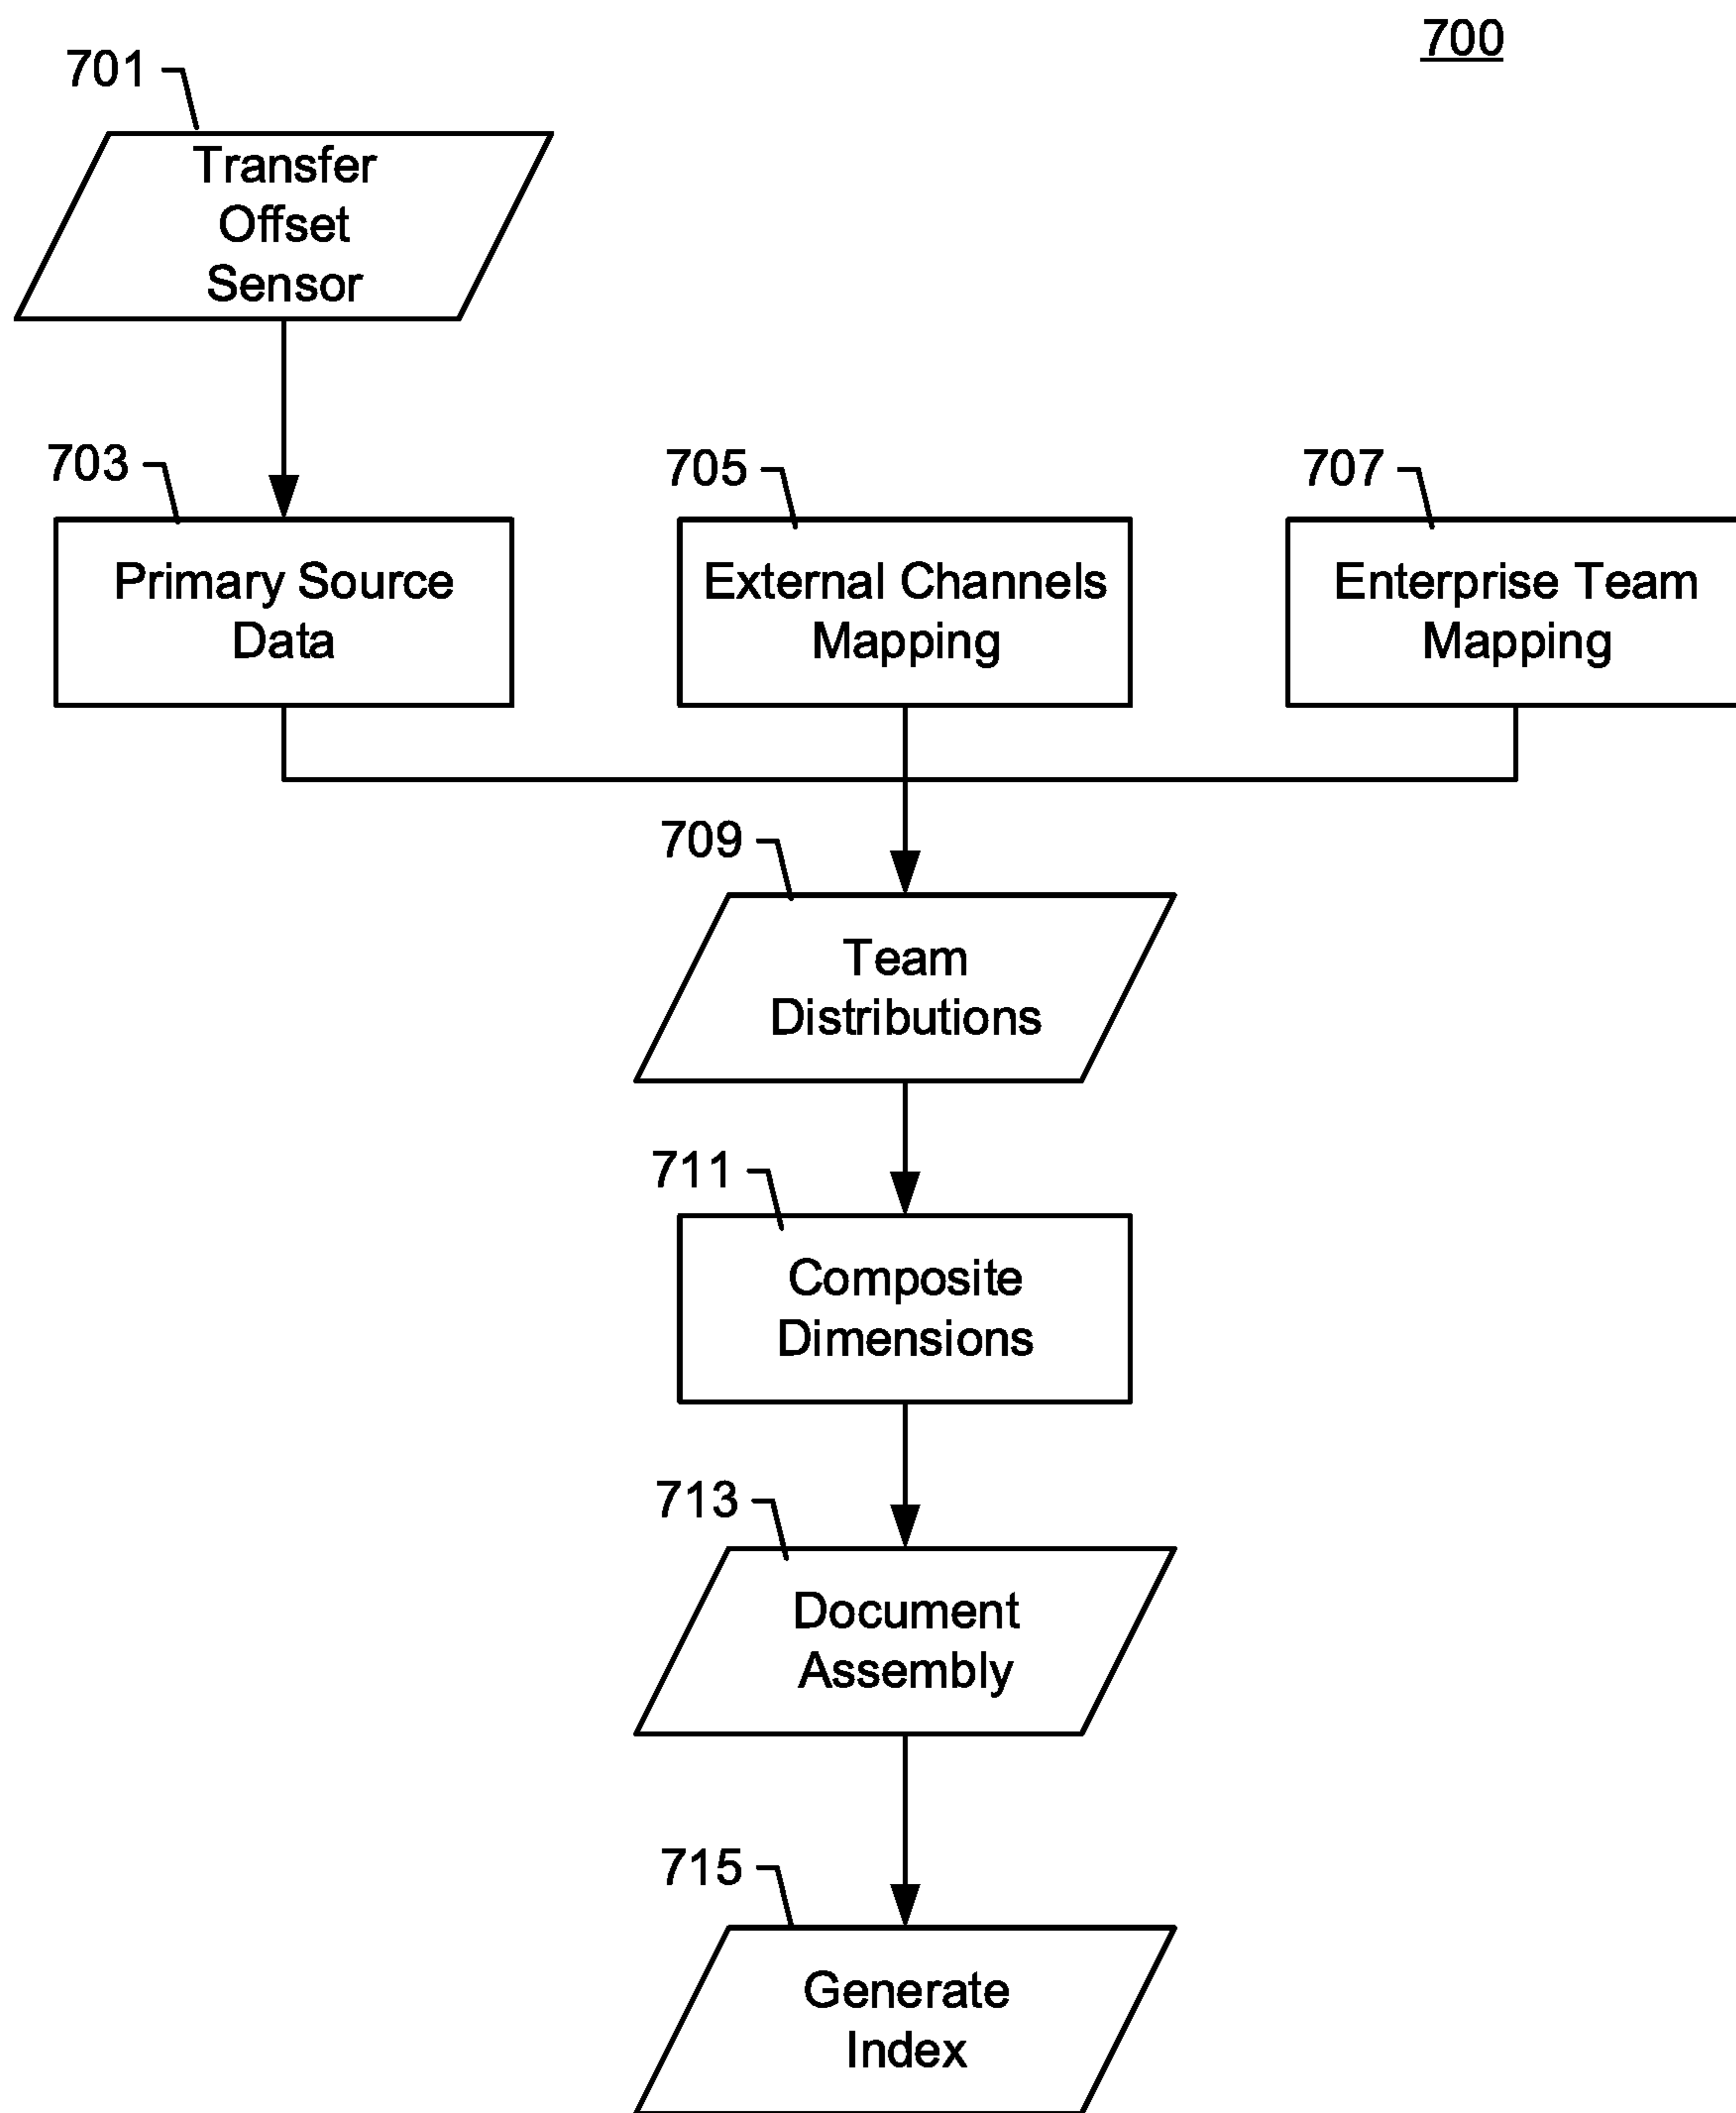 700
701
Transfer
Offset
Sensor
703
705
707
Primary Source
Data
External Channels
Mapping
Enterprise Team
Mapping
709
Team
Distributions
711
Composite
Dimensions
713
Document
Assembly
715
Generate
Index